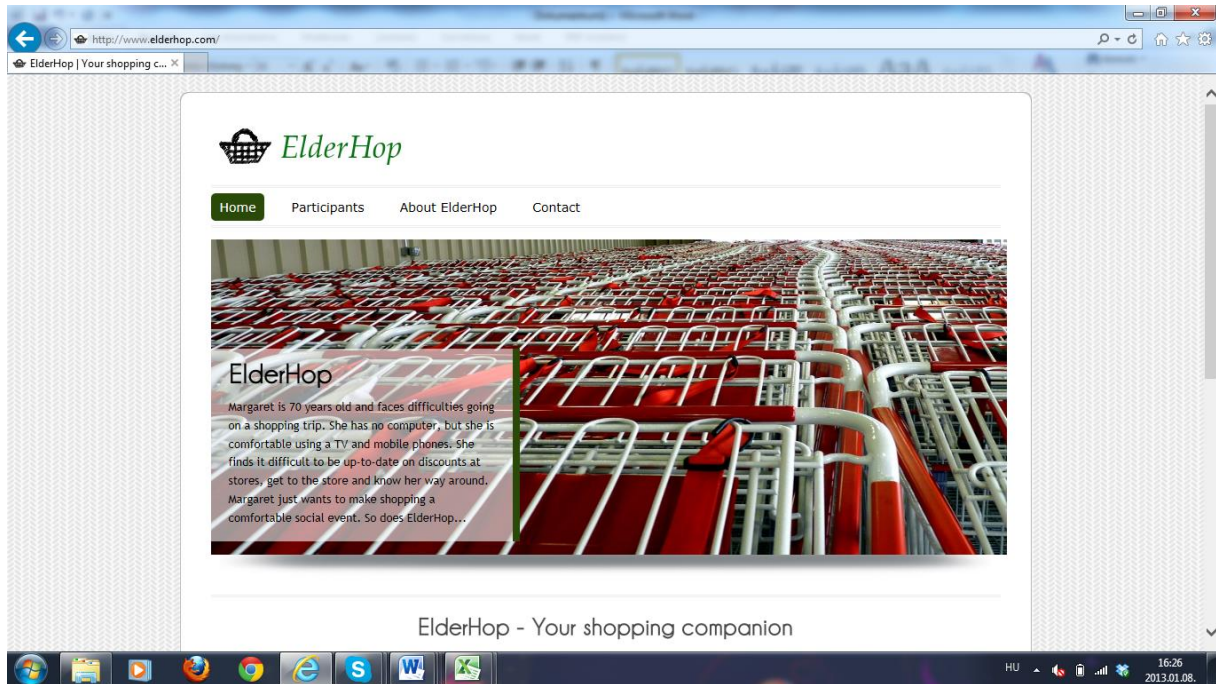 http://www.elderhop.com/
ElderHop | Your shopping c...
ElderHop
Home Participants About ElderHop Contact
ElderHop
Margaret is 70 years old and faces difficulties going
on a shopping trip. She has no computer, but she is
comfortable using a TV and mobile phones. She
finds it difficult to be up-to-date on discounts at
stores, get to the store and know her way around.
Margaret just wants to make shopping a
comfortable social event. So does ElderHop...
ElderHop - Your shopping companion
HU
16:26
2013.01.08.